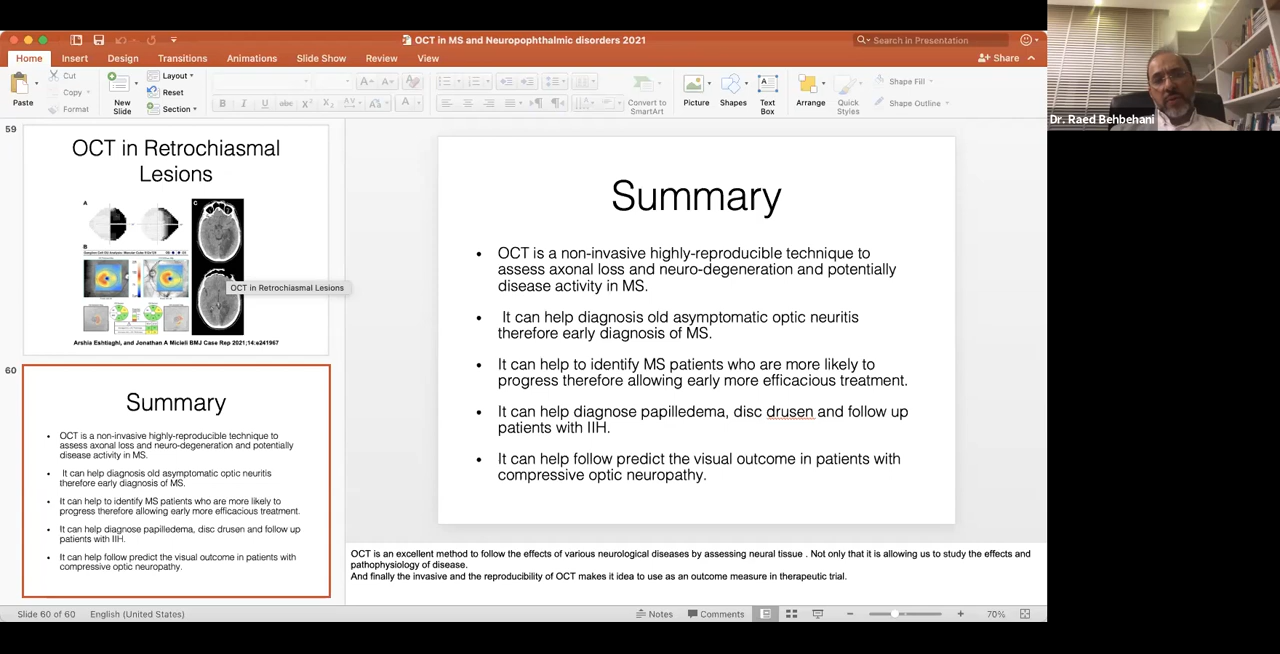 OCT in MS and Neuropophthalmic disorders 2021
Search in Presentation
Home
Insert
Design
Transitions
Animations
Slide Show
Review
View
Share
Paste
Cut
Copy
Format
New
Slide
Layout
Reset
Section
B
I
U
abc
X²
X₂
Convert to
SmartArt
Picture
Shapes
Text
Box
Arrange
Quick
Styles
Shape Fill
Shape Outline
Dr. Raed Behbehani
59
OCT in Retrochiasmal
Lesions
A
B
C
OCT in Retrochiasmal Lesions
Arshia Eshtiaghi, and Jonathan A Micieli BMJ Case Rep 2021;14:e241967
60
Summary
• OCT is a non-invasive highly-reproducible technique to
assess axonal loss and neuro-degeneration and potentially
disease activity in MS.
• It can help diagnosis old asymptomatic optic neuritis
therefore early diagnosis of MS.
• It can help to identify MS patients who are more likely to
progress therefore allowing early more efficacious treatment.
• It can help diagnose papilledema, disc drusen and follow up
patients with IIH.
• It can help follow predict the visual outcome in patients with
compressive optic neuropathy.
Summary
• OCT is a non-invasive highly-reproducible technique to
assess axonal loss and neuro-degeneration and potentially
disease activity in MS.
• It can help diagnosis old asymptomatic optic neuritis
therefore early diagnosis of MS.
• It can help to identify MS patients who are more likely to
progress therefore allowing early more efficacious treatment.
• It can help diagnose papilledema, disc drusen and follow up
patients with IIH.
• It can help follow predict the visual outcome in patients with
compressive optic neuropathy.
OCT is an excellent method to follow the effects of various neurological diseases by assessing neural tissue . Not only that it is allowing us to study the effects and
pathophysiology of disease.
And finally the invasive and the reproducibility of OCT makes it idea to use as an outcome measure in therapeutic trial.
Slide 60 of 60
English (United States)
Notes
Comments
70%